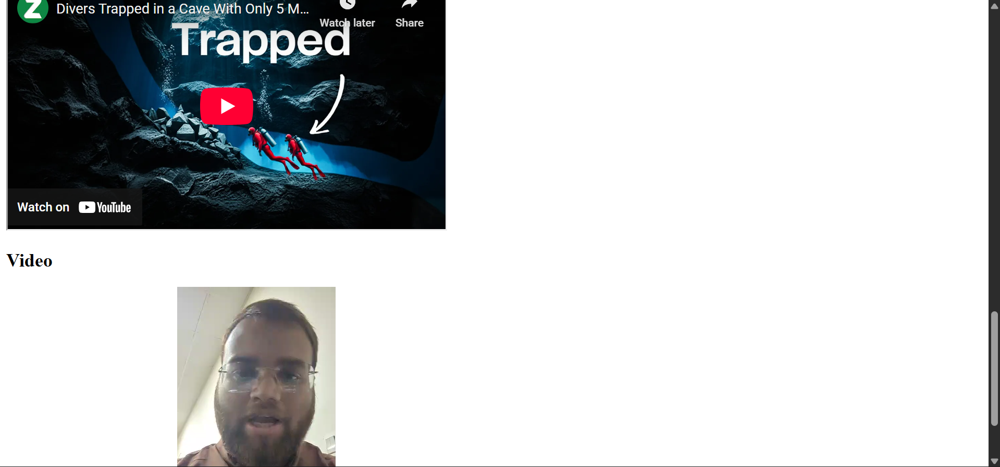 Z
Divers Trapped in a Cave With Only 5 M...
Watch later
Share
Trapped
Watch on YouTube
Video